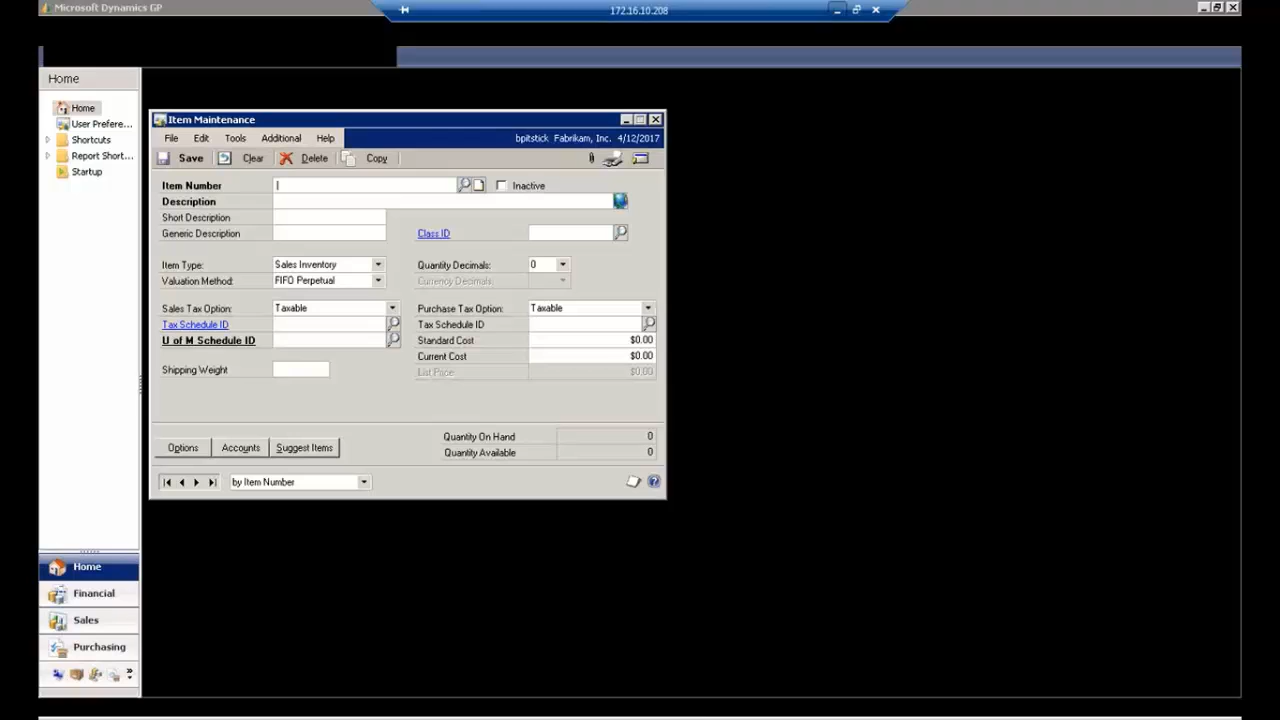 Microsoft Dynamics GP
172.16.10.208
Home
Home
User Prefere...
Shortcuts
Report Short...
Startup
Item Maintenance
File Edit Tools Additional Help bpitstick Fabrikam, Inc. 4/12/2017
Save Clear Delete Copy
Item Number Inactive
Description
Short Description
Generic Description Class ID
Item Type: Sales Inventory Quantity Decimals: 0
Valuation Method: FIFO Perpetual Currency Decimals:
Sales Tax Option: Taxable Purchase Tax Option: Taxable
Tax Schedule ID Tax Schedule ID
U of M Schedule ID Standard Cost $0.00
Current Cost $0.00
Shipping Weight List Price $0.00
Quantity On Hand 0
Options Accounts Suggest Items Quantity Available 0
by Item Number
Home
Financial
Sales
Purchasing